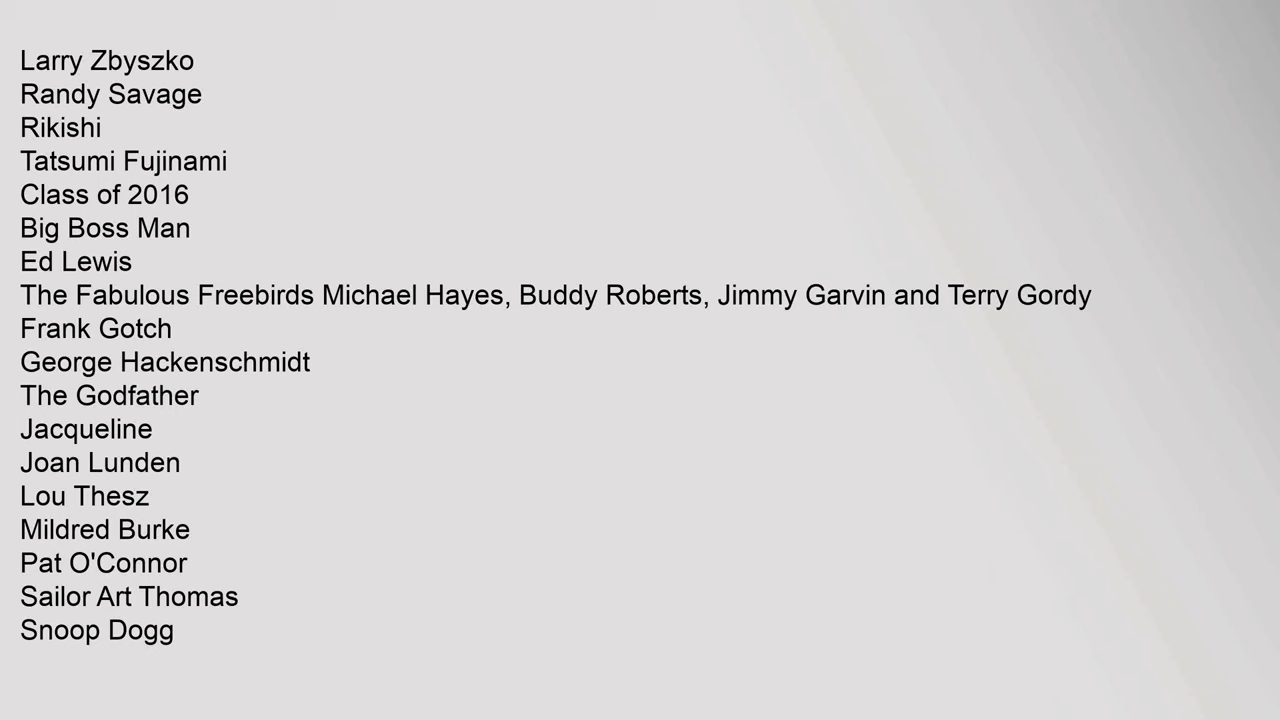 Larry Zbyszko
Randy Savage
Rikishi
Tatsumi Fujinami
Class of 2016
Big Boss Man
Ed Lewis
The Fabulous Freebirds Michael Hayes, Buddy Roberts, Jimmy Garvin and Terry Gordy
Frank Gotch
George Hackenschmidt
The Godfather
Jacqueline
Joan Lunden
Lou Thesz
Mildred Burke
Pat O'Connor
Sailor Art Thomas
Snoop Dogg